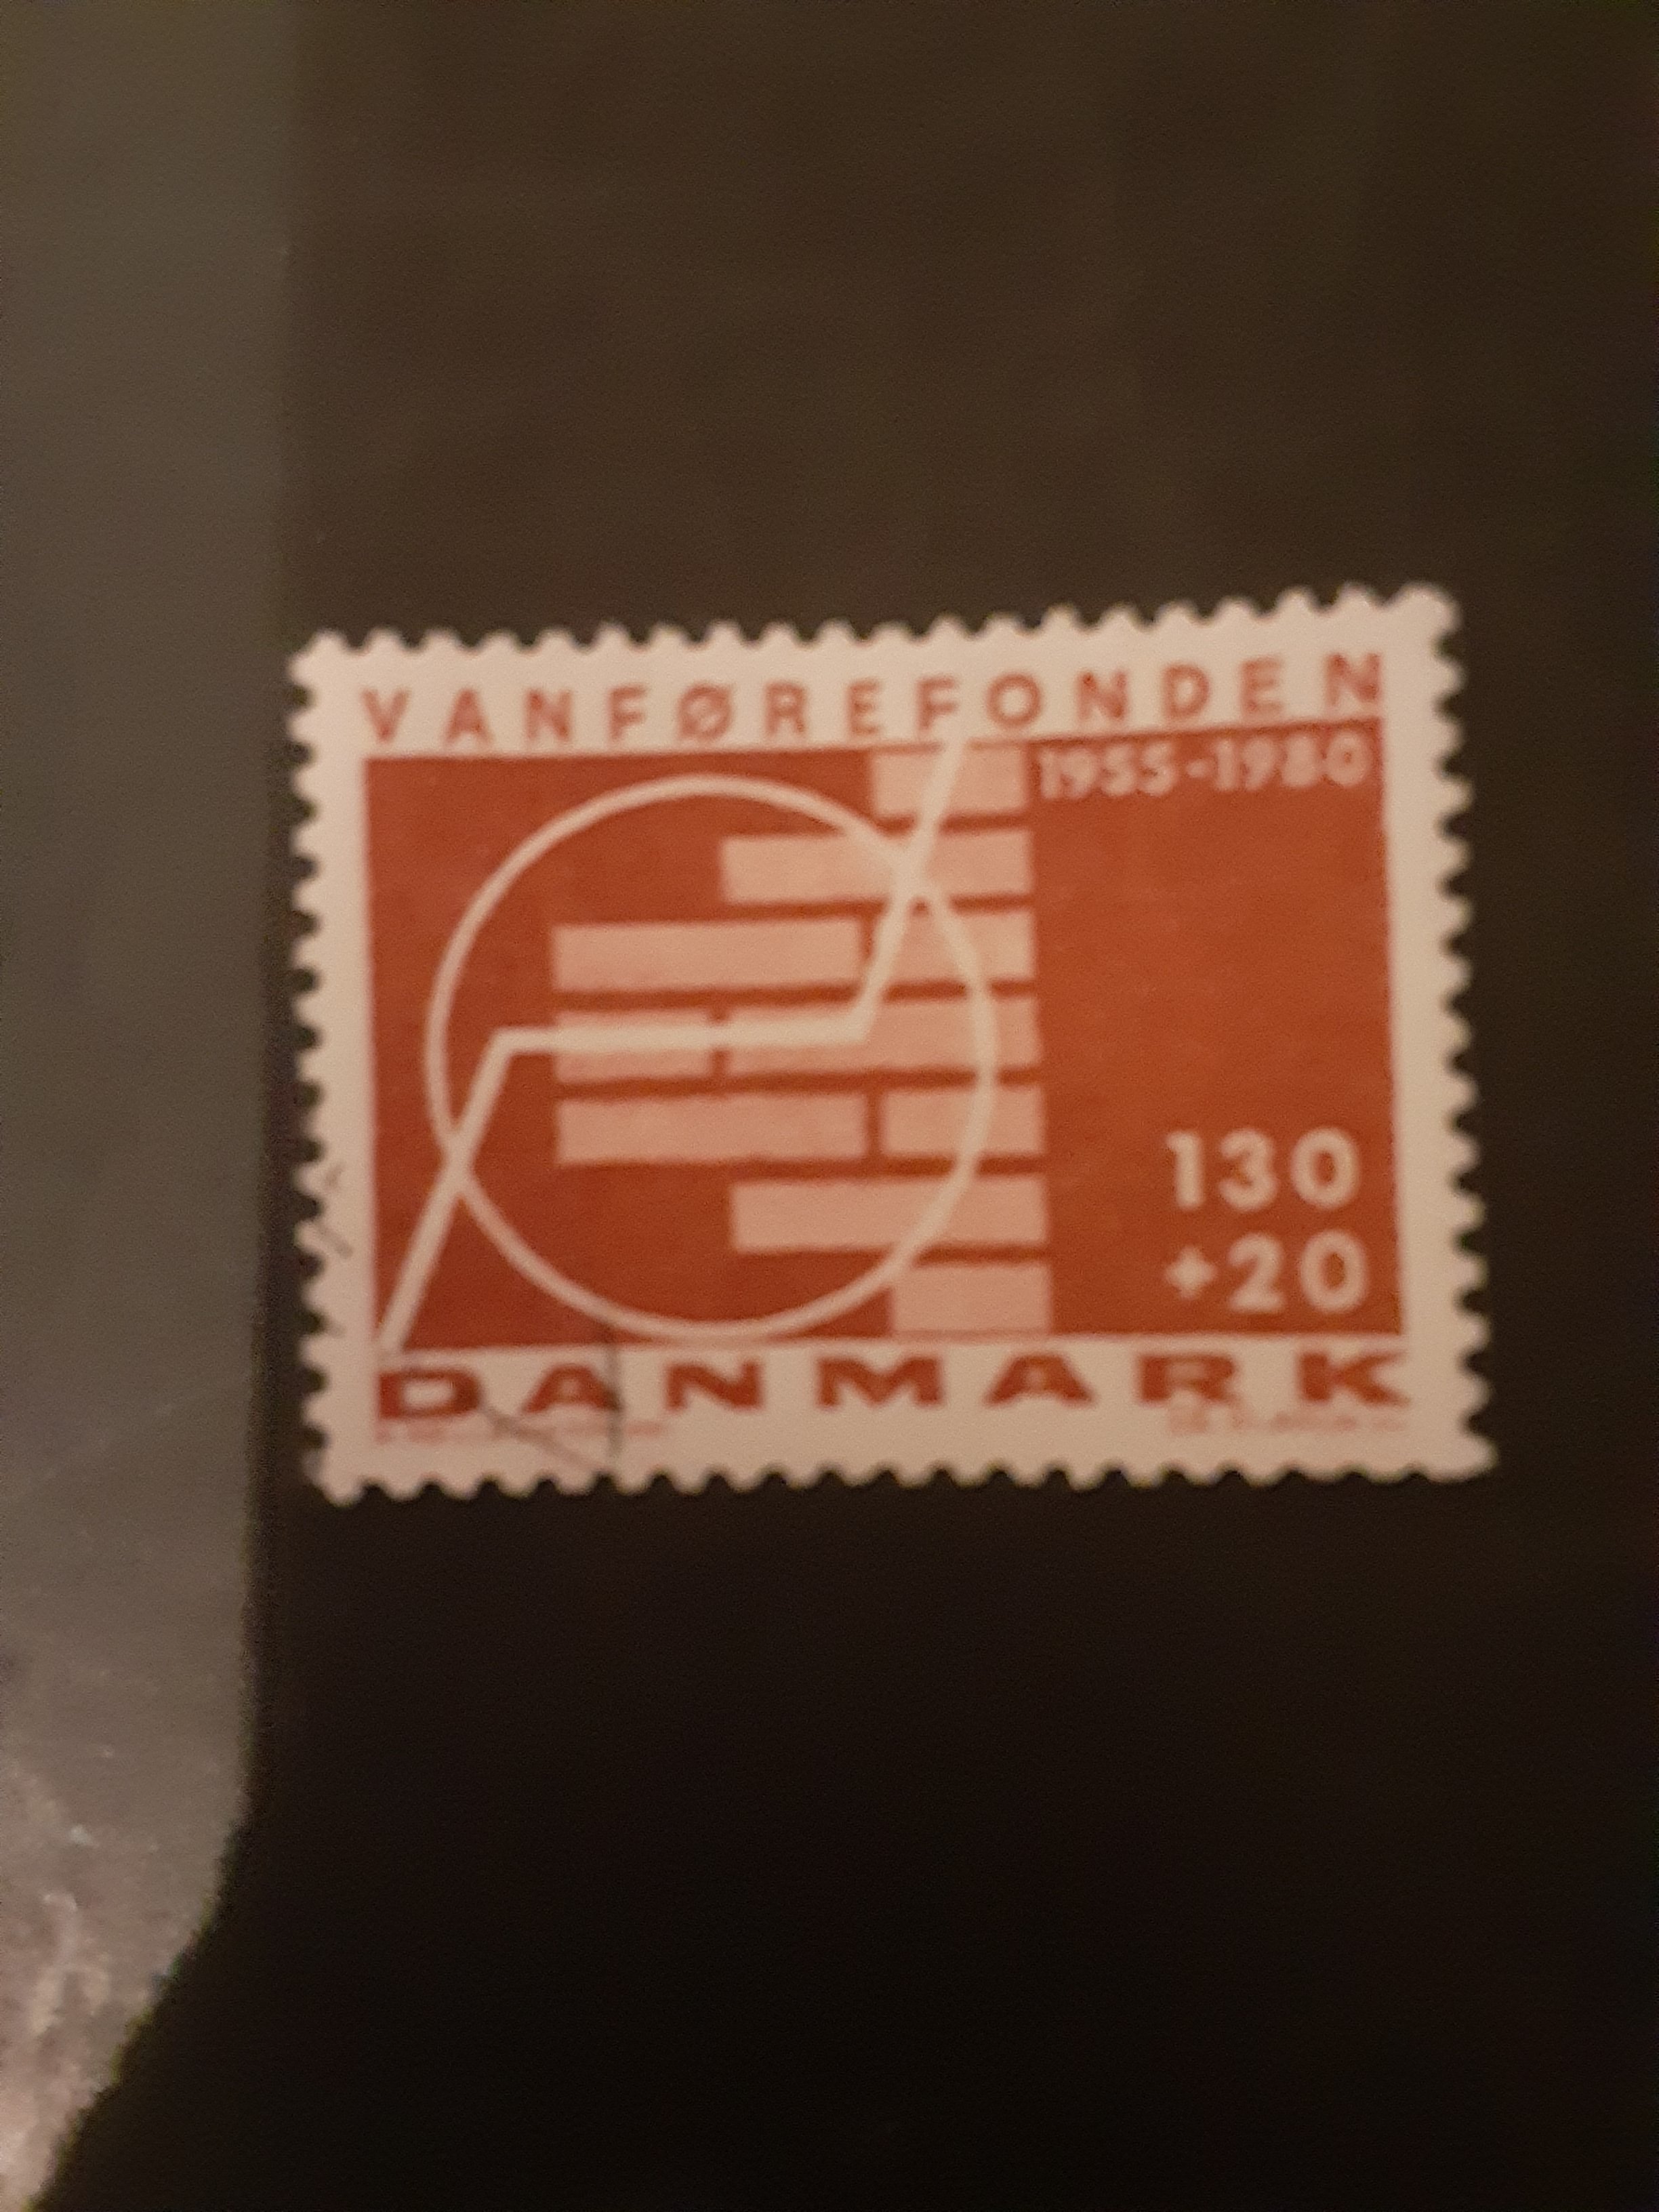 VANFØREFONDEN
1955-1980
130
+20
DANMARK